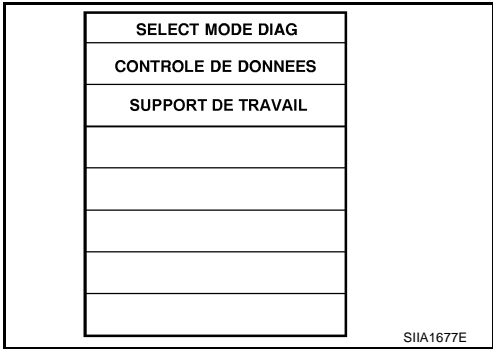 SELECT MODE DIAG
CONTROLE DE DONNEES
SUPPORT DE TRAVAIL
SIIA1677E